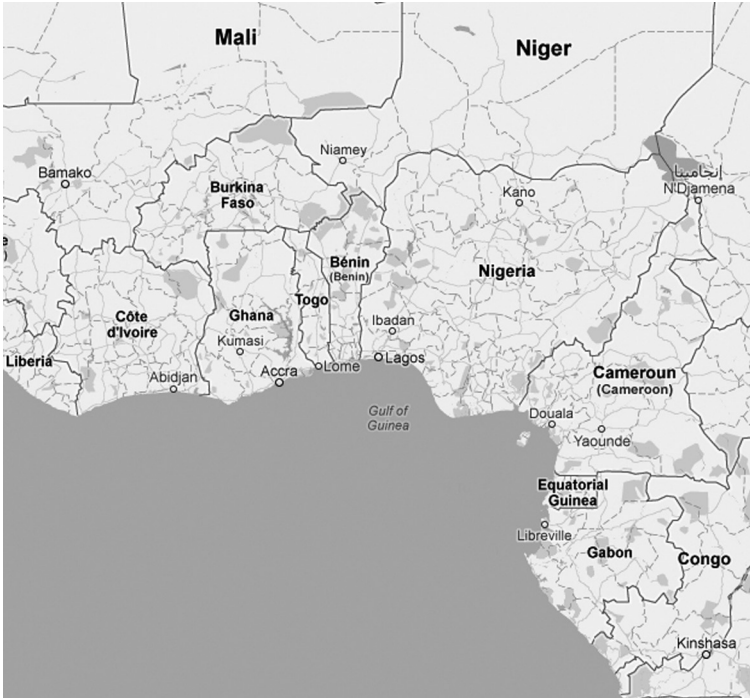 Mali
Niger
Niamey
Bamako
إنجامينا
N'Djamena
Burkina
Faso
Kano
e
)
Bénin
(Benin)
Nigeria
Togo
Côte
d'Ivoire
Ghana
Ibadan
Kumasi
Liberia
Lagos
Lome
Accra
Abidjan
Cameroun
(Cameroon)
Gulf of
Guinea
Douala
Yaounde
Equatorial
Guinea
Libreville
Gabon
Congo
Kinshasa